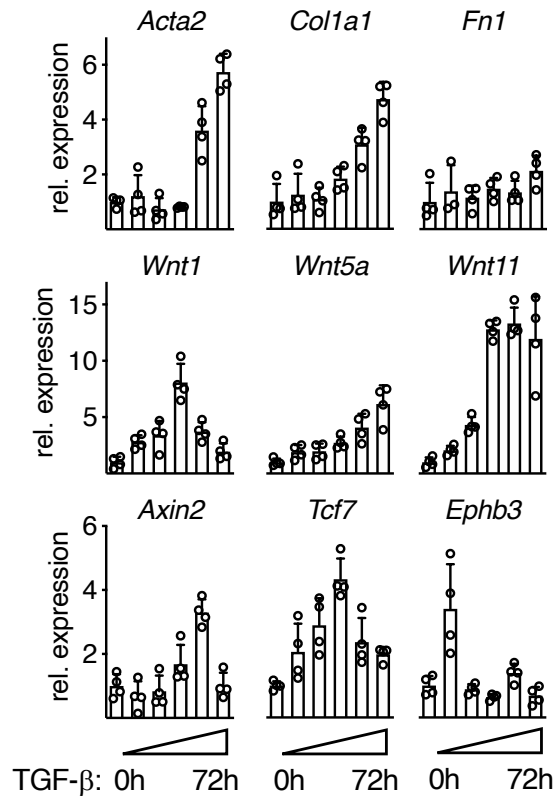 Acta2 Col1a1 Fn1
rel. expression
6
4
2
Wnt1 Wnt5a Wnt11
rel. expression
15
10
5
Axin2 Tcf7 Ephb3
rel. expression
6
4
2
TGF-β: 0h 72h 0h 72h 0h 72h